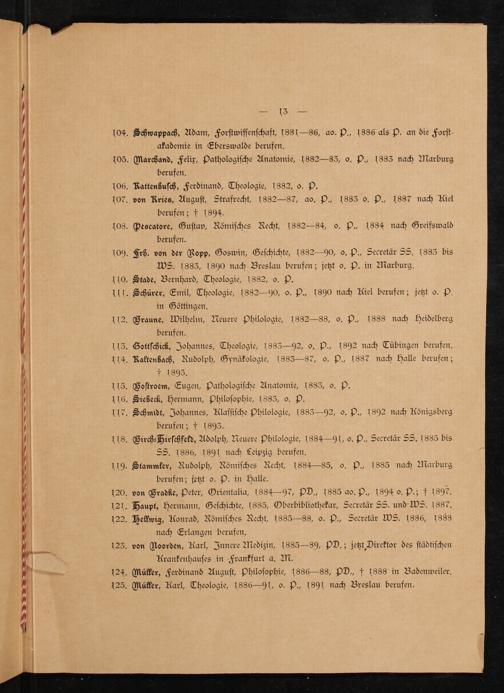 — 13 —
104. Schwappach, Adam, Forstwissenschaft, 1881—86, ao. P., 1886 als P. an die Forst-
akademie in Eberswalde berufen.
105. Marchand, Felix, Pathologische Anatomie, 1882—83, o. P., 1883 nach Marburg
berufen.
106. Kattenbusch, Ferdinand, Theologie, 1882, o. P.
107. von Kries, August, Strafrecht, 1882—87, ao. P., 1883 o. P., 1887 nach Kiel
berufen; † 1894.
108. Pescatore, Gustav, Römisches Recht, 1882—84, o. P., 1884 nach Greifswald
berufen.
109. Frh. von der Ropp, Goswin, Geschichte, 1882—90, o. P., Secretär SS. 1883 bis
WS. 1883, 1890 nach Breslau berufen; jetzt o. P. in Marburg.
110. Stade, Bernhard, Theologie, 1882, o. P.
111. Schürer, Emil, Theologie, 1882—90, o. P., 1890 nach Kiel berufen; jetzt o. P.
in Göttingen.
112. Braune, Wilhelm, Neuere Philologie, 1882—88, o. P., 1888 nach Heidelberg
berufen.
113. Gottschick, Johannes, Theologie, 1883—92, o. P., 1892 nach Tübingen berufen.
114. Kaltenbach, Rudolph, Gynäkologie, 1883—87, o. P., 1887 nach Halle berufen;
† 1893.
115. Bostroem, Eugen, Pathologische Anatomie, 1883, o. P.
116. Siebeck, Hermann, Philosophie, 1883, o. P.
117. Schmidt, Johannes, Klassische Philologie, 1883—92, o. P., 1892 nach Königsberg
berufen; † 1893.
118. Birch-Hirschfeld, Adolph, Neuere Philologie, 1884—91, o. P., Secretär SS. 1885 bis
SS. 1886, 1891 nach Leipzig berufen.
119. Stammler, Rudolph, Römisches Recht, 1884—85, o. P., 1885 nach Marburg
berufen; jetzt o. P. in Halle.
120. von Bradke, Peter, Orientalia, 1884—97, PD., 1885 ao. P., 1894 o. P.; † 1897.
121. Haupt, Hermann, Geschichte, 1885, Oberbibliothekar, Secretär SS. und WS. 1887.
122. Hellwig, Konrad, Römisches Recht, 1885—88, o. P., Secretär WS. 1886, 1888
nach Erlangen berufen.
123. von Noorden, Karl, Innere Medizin, 1885—89, PD.; jetzt Direktor des städtischen
Krankenhauses in Frankfurt a. M.
124. Müller, Ferdinand August, Philosophie, 1886—88, PD., † 1888 in Badenweiler.
125. Müller, Karl, Theologie, 1886—91, o. P., 1891 nach Breslau berufen.